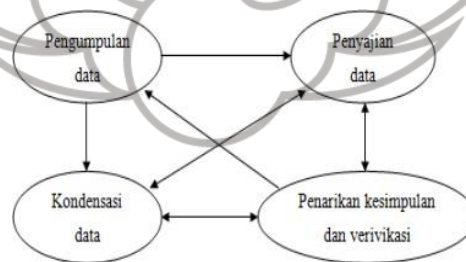 Pengumpulan
data
Penyajian
data
Kondensasi
data
Penarikan kesimpulan
dan verivikasi